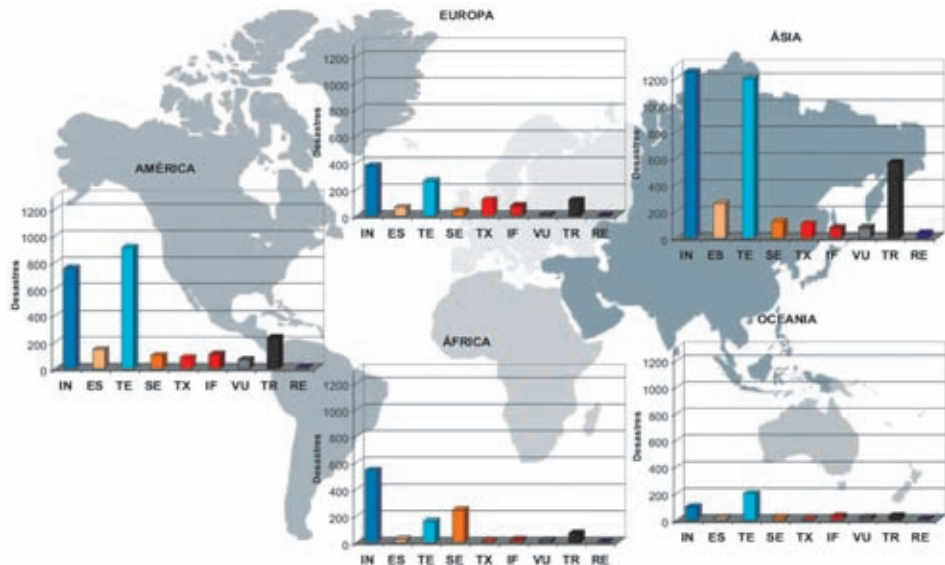 EUROPA
Desastres
1200
1000
800
600
400
200
0
IN ES TE SE TX IF VU TR RE
ÁSIA
Desastres
1200
1000
800
600
400
200
0
IN ES TE SE TX IF VU TR RE
AMÉRICA
Desastres
1200
1000
800
600
400
200
0
IN ES TE SE TX IF VU TR RE
ÁFRICA
Desastres
1200
1000
800
600
400
200
0
IN ES TE SE TX IF VU TR RE
OCEANIA
Desastres
1200
1000
800
600
400
200
0
IN ES TE SE TX IF VU TR RE